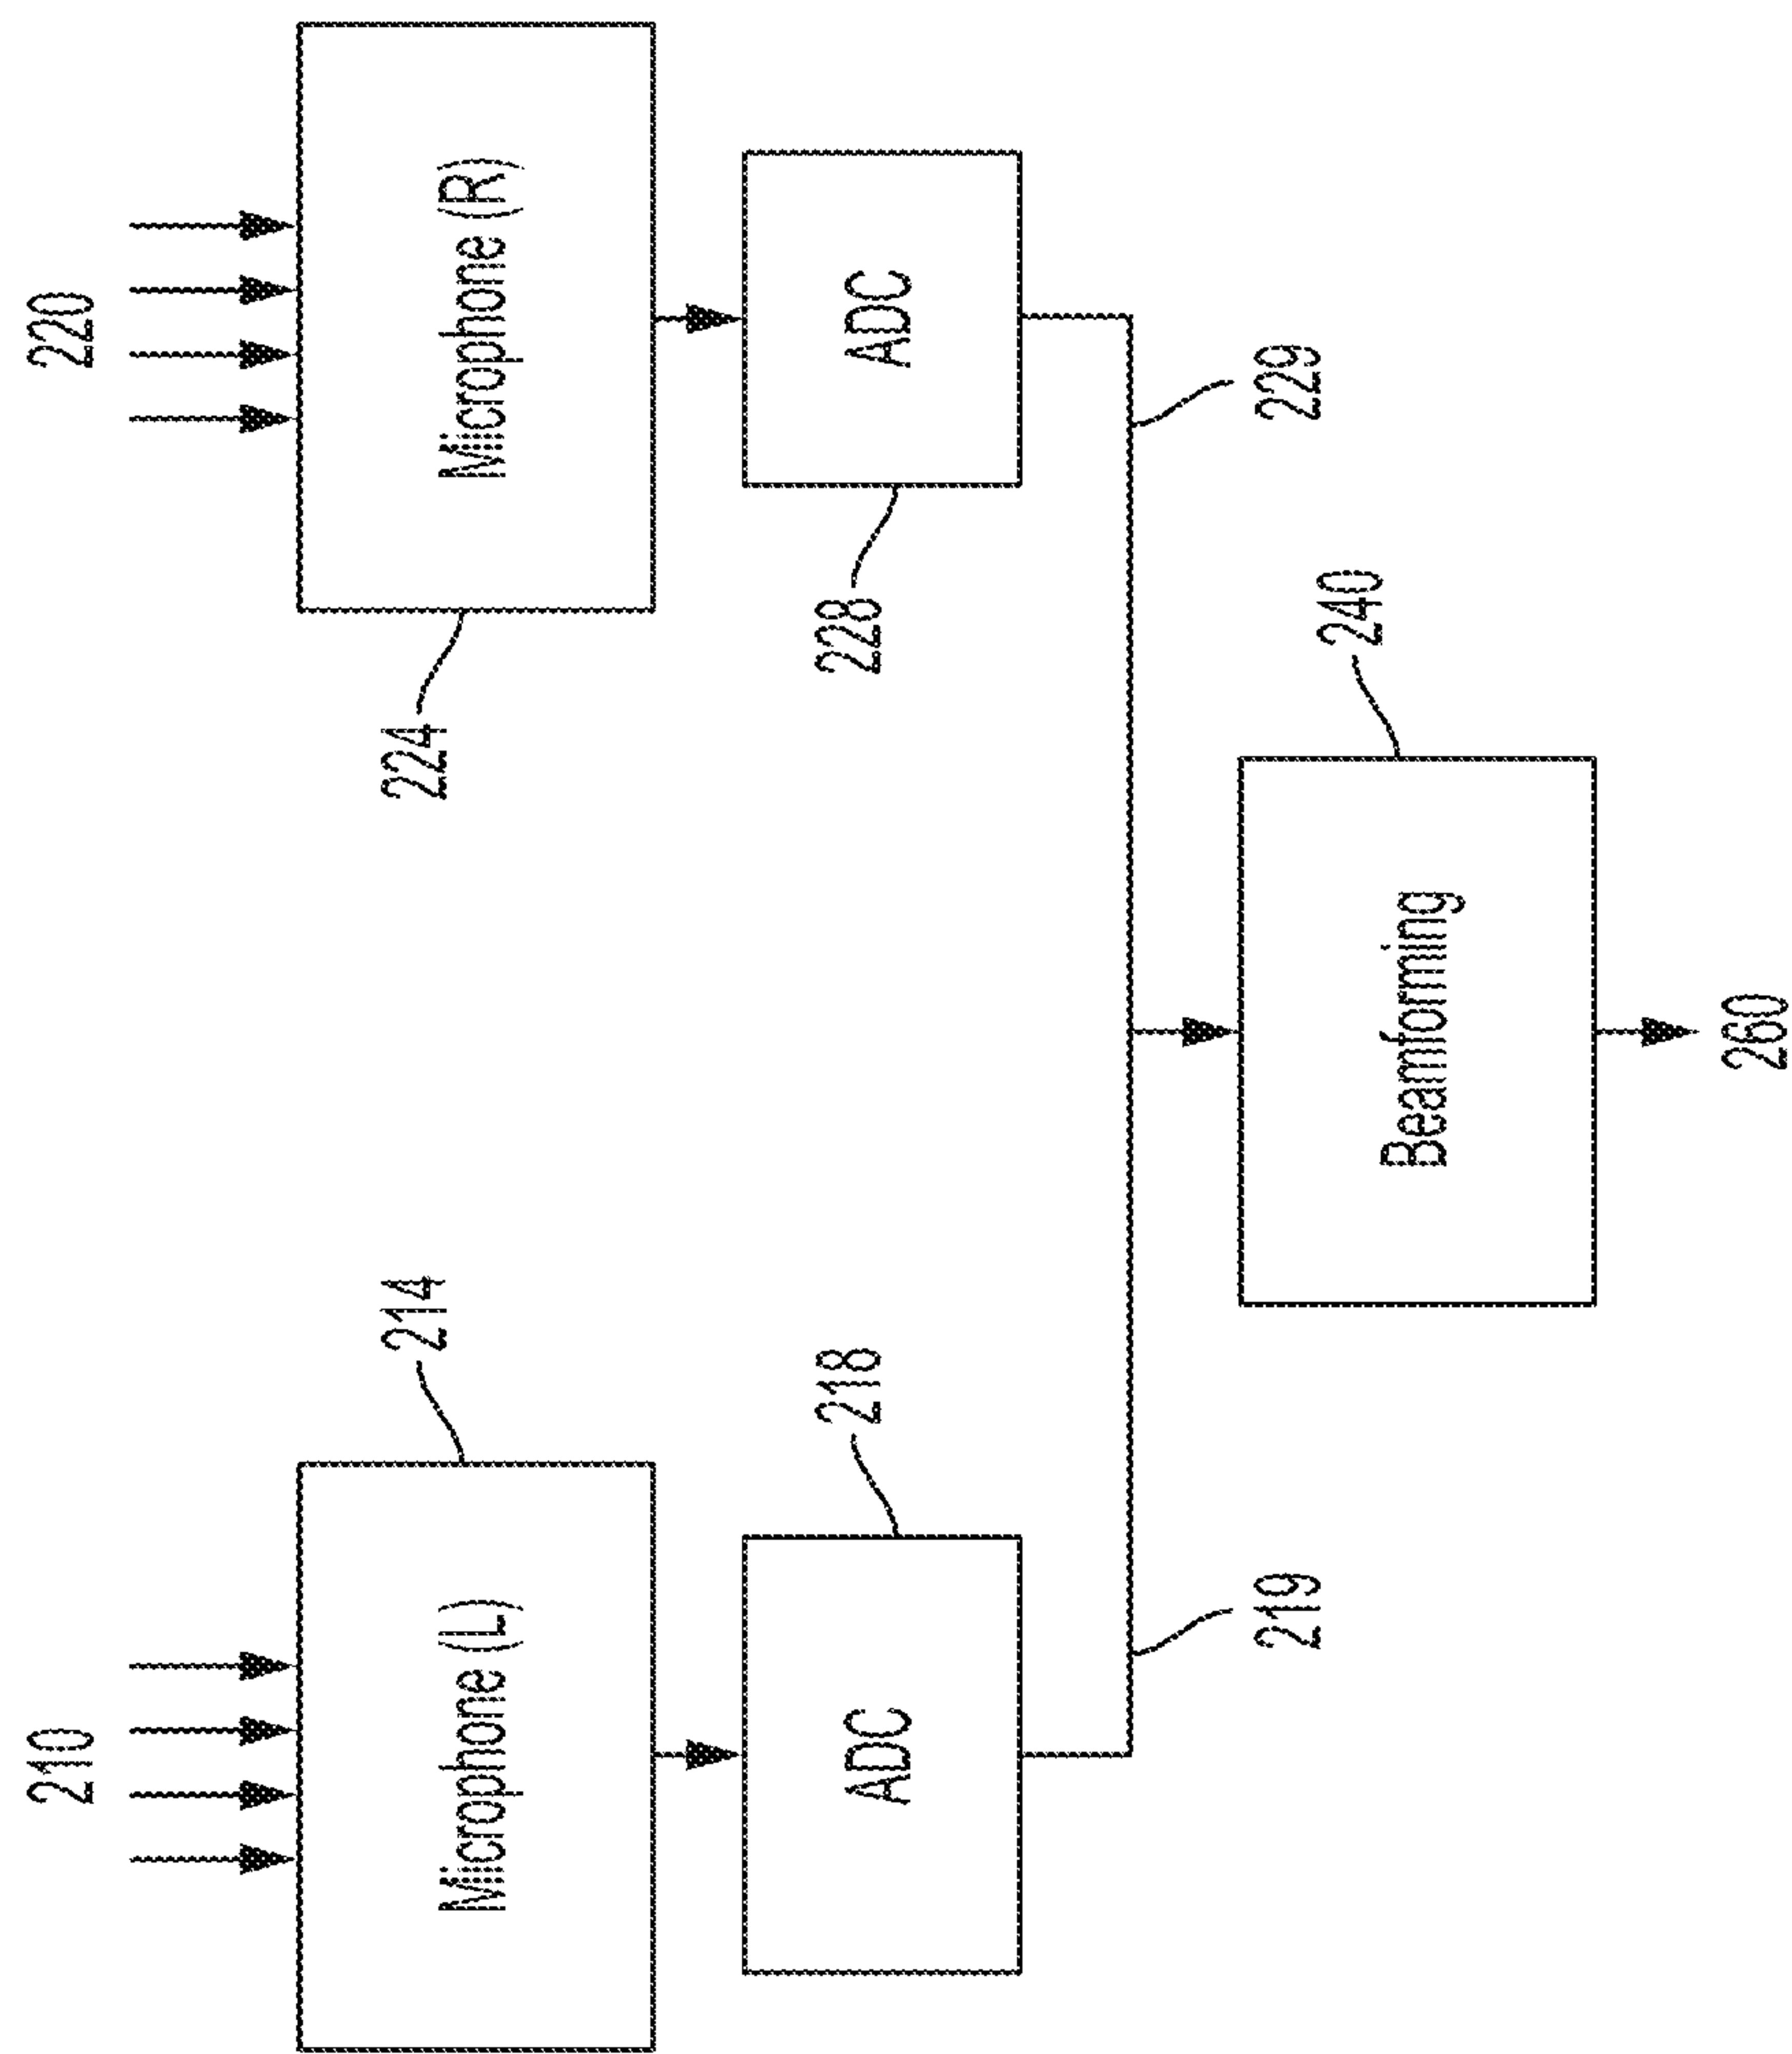 210
220
214
224
Microphone (L)
Microphone (R)
218
228
ADC
ADC
219
229
240
Beamforming
260